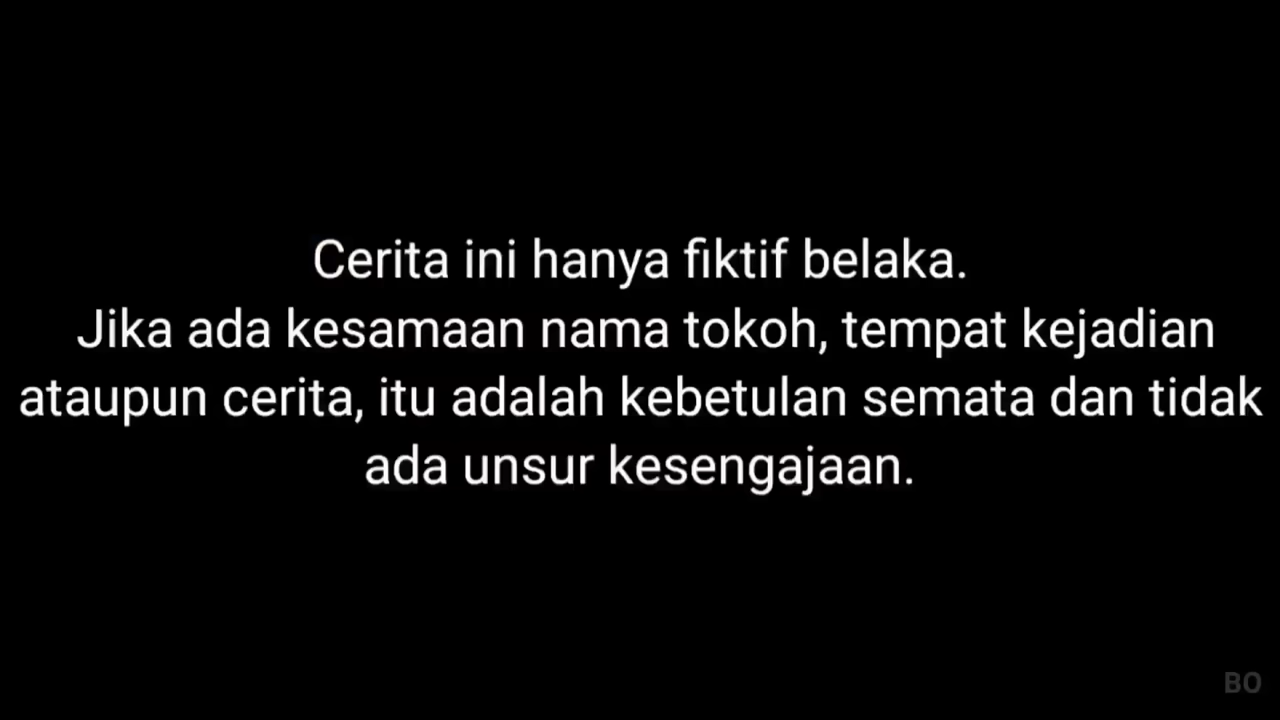 Cerita ini hanya fiktif belaka.
Jika ada kesamaan nama tokoh, tempat kejadian
ataupun cerita, itu adalah kebetulan semata dan tidak
ada unsur kesengajaan.
BO